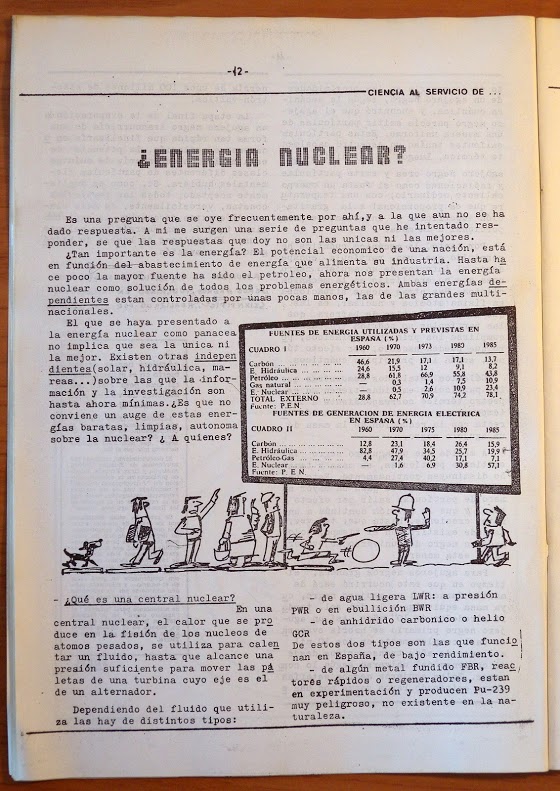 -12-
CIENCIA AL SERVICIO DE ...
¿ENERGIA NUCLEAR?
Es una pregunta que se oye frecuentemente por ahí,y a la que aun no se ha
dado respuesta. A mi me surgen una serie de preguntas que he intentado res-
ponder, se que las respuestas que doy no son las unicas ni las mejores.
¿Tan importante es la energía? El potencial economico de una nación, está
en función del abastecimiento de energía que alimenta su industria. Hasta ha
ce poco la mayor fuente ha sido el petroleo, ahora nos presentan la energía
nuclear como solución de todos los problemas energéticos. Ambas energías de-
pendientes estan controladas por unas pocas manos, las de las grandes multi-
nacionales.
El que se haya presentado a
la energía nuclear como panacea
no implica que sea la unica ni
la mejor. Existen otras indepen
dientes(solar, hidráulica, ma-
reas...)sobre las que la infor-
mación y la investigación son
hasta ahora mínimas.¿Es que no
conviene un auge de estas ener-
gías baratas, limpias, autonoma
sobre la nuclear? ¿ A quienes?
FUENTES DE ENERGIA UTILIZADAS Y PREVISTAS EN
ESPAÑA (%)
CUADRO I 1960 1970 1973 1980 1985
Carbón ... 46,6 21,9 17,1 17,1 13,7
E. Hidráulica ... 24,6 15,5 12 9,1 8,2
Petróleo ... 28,8 61,8 66,9 55,8 43,8
Gas natural ... — 0,3 1,4 7,5 10,9
E. Nuclear ... — 0,5 2,6 10,9 23,4
TOTAL EXTERNO 28,8 62,7 70,9 74,2 78,1
Fuente: P.E.N.
FUENTES DE GENERACION DE ENERGIA ELECTRICA
EN ESPAÑA (%)
CUADRO II 1960 1970 1975 1980 1985
Carbón ... 12,8 23,1 18,4 26,4 15,9
E. Hidráulica ... 82,8 47,9 34,5 25,7 19,9
Petróleo-Gas ... 4,4 27,4 40,2 17,1 7,1
E. Nuclear ... — 1,6 6,9 30,8 57,1
Fuente: P. E. N.
- ¿Qué es una central nuclear?
En una
central nuclear, el calor que se pro
duce en la fisión de los nucleos de
atomos pesados, se utiliza para calen
tar un fluido, hasta que alcance una
presión suficiente para mover las pá
letas de una turbina cuyo eje es el
de un alternador.
Dependiendo del fluido que utili-
za las hay de distintos tipos:
- de agua ligera LWR: a presión
PWR o en ebullición BWR
- de anhidrido carbonico o helio
GCR
De estos dos tipos son las que funcio
nan en España, de bajo rendimiento.
- de algún metal fundido FBR, reac
tores rápidos o regeneradores, estan
en experimentación y producen Pu-239
muy peligroso, no existente en la na-
turaleza.